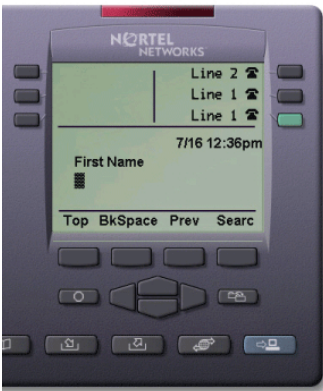 NORTEL
NETWORKS
Line 2
Line 1
Line 1
7/16 12:36pm
First Name
Top BkSpace Prev Searc